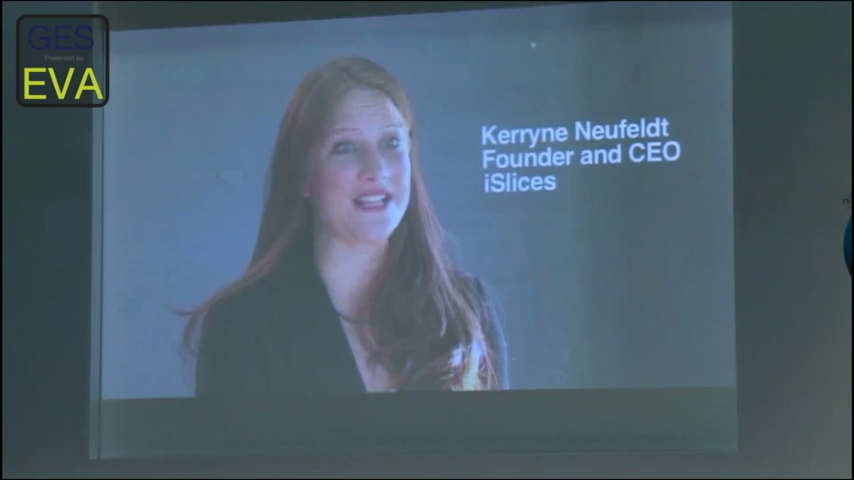 GES
Presented by
EVA
Kerryne Neufeldt
Founder and CEO
iSlices